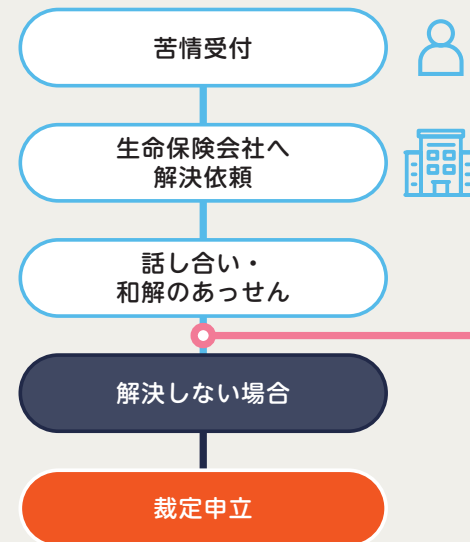 苦情受付
生命保険会社へ
解決依頼
話し合い・
和解のあっせん
解決しない場合
裁定申立